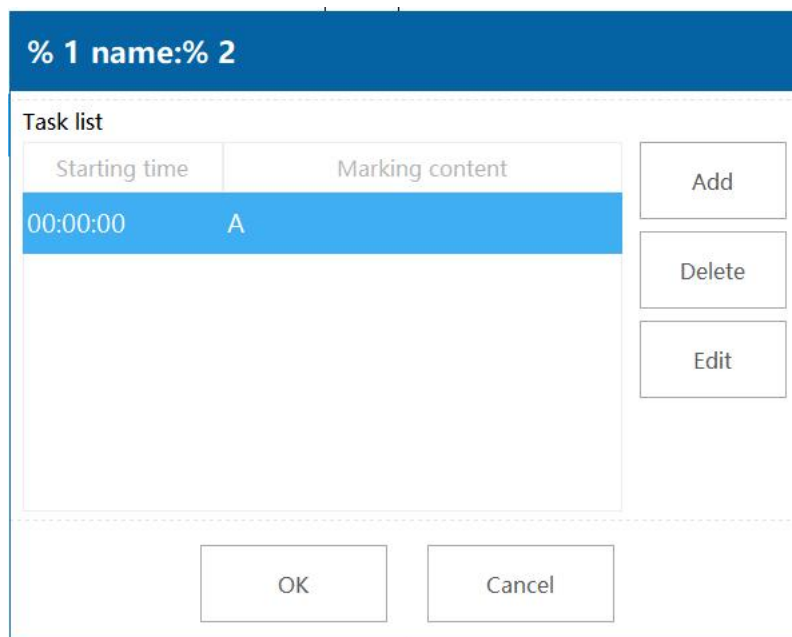 % 1 name:% 2
Task list
Starting time Marking content
00:00:00 A
Add
Delete
Edit
OK Cancel